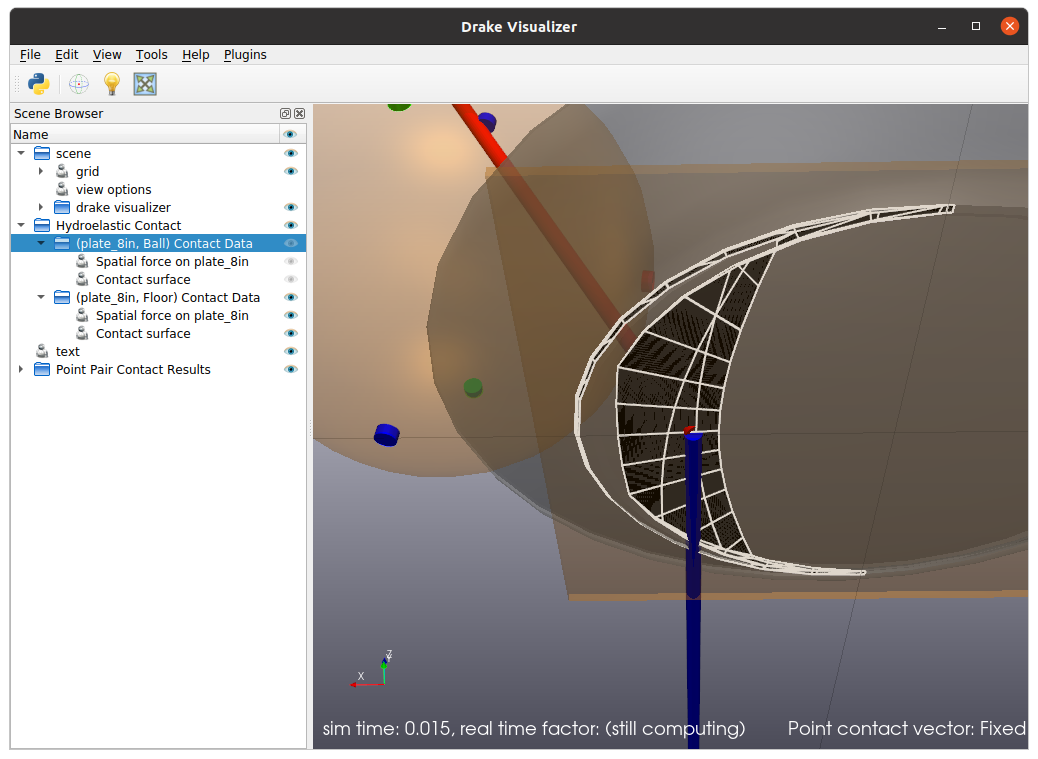 Drake Visualizer
File Edit View Tools Help Plugins
Scene Browser
Name
scene
grid
view options
drake visualizer
Hydroelastic Contact
(plate_8in, Ball) Contact Data
Spatial force on plate_8in
Contact surface
(plate_8in, Floor) Contact Data
Spatial force on plate_8in
Contact surface
text
Point Pair Contact Results
Z
Y
X
sim time: 0.015, real time factor: (still computing) Point contact vector: Fixed